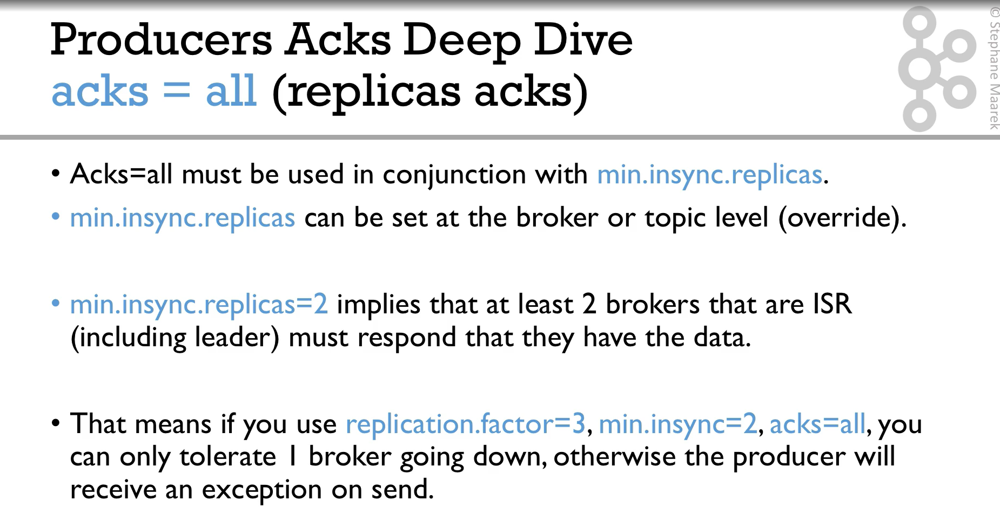 Producers Acks Deep Dive
acks = all (replicas acks)
© Stephane Maarek
• Acks=all must be used in conjunction with min.insync.replicas.
• min.insync.replicas can be set at the broker or topic level (override).
• min.insync.replicas=2 implies that at least 2 brokers that are ISR
(including leader) must respond that they have the data.
• That means if you use replication.factor=3, min.insync=2, acks=all, you
can only tolerate 1 broker going down, otherwise the producer will
receive an exception on send.